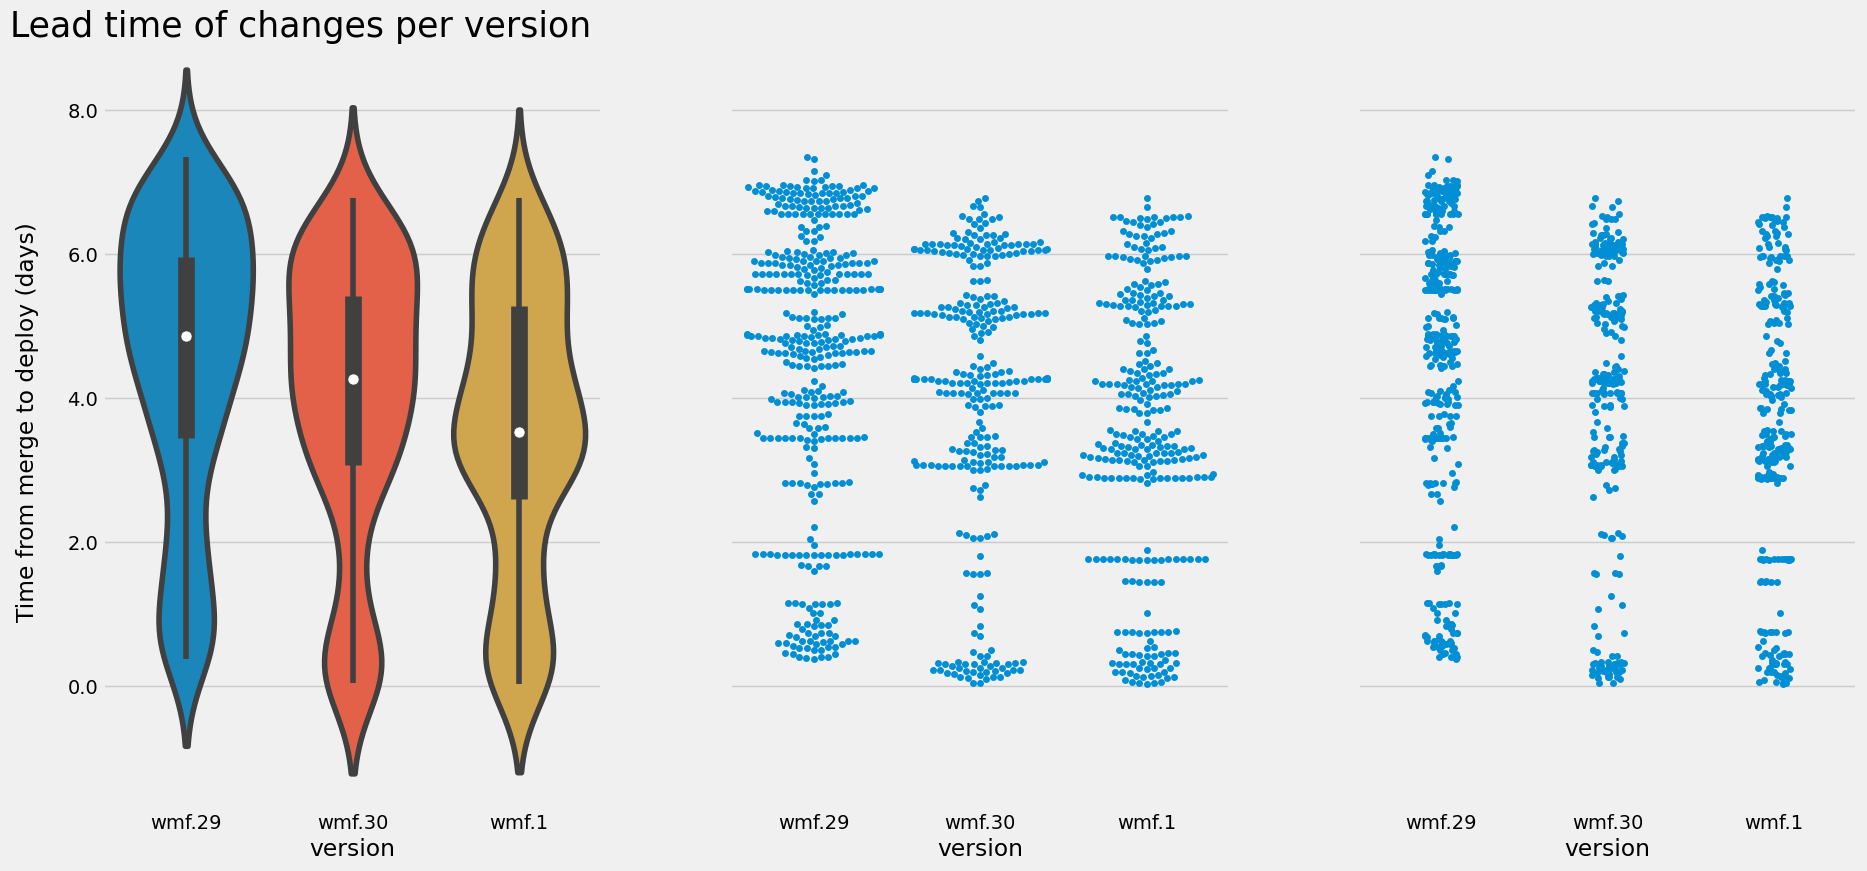 Lead time of changes per version
Time from merge to deploy (days)
8.0
6.0
4.0
2.0
0.0
wmf.29 wmf.30 wmf.1
version
wmf.29 wmf.30 wmf.1
version
wmf.29 wmf.30 wmf.1
version